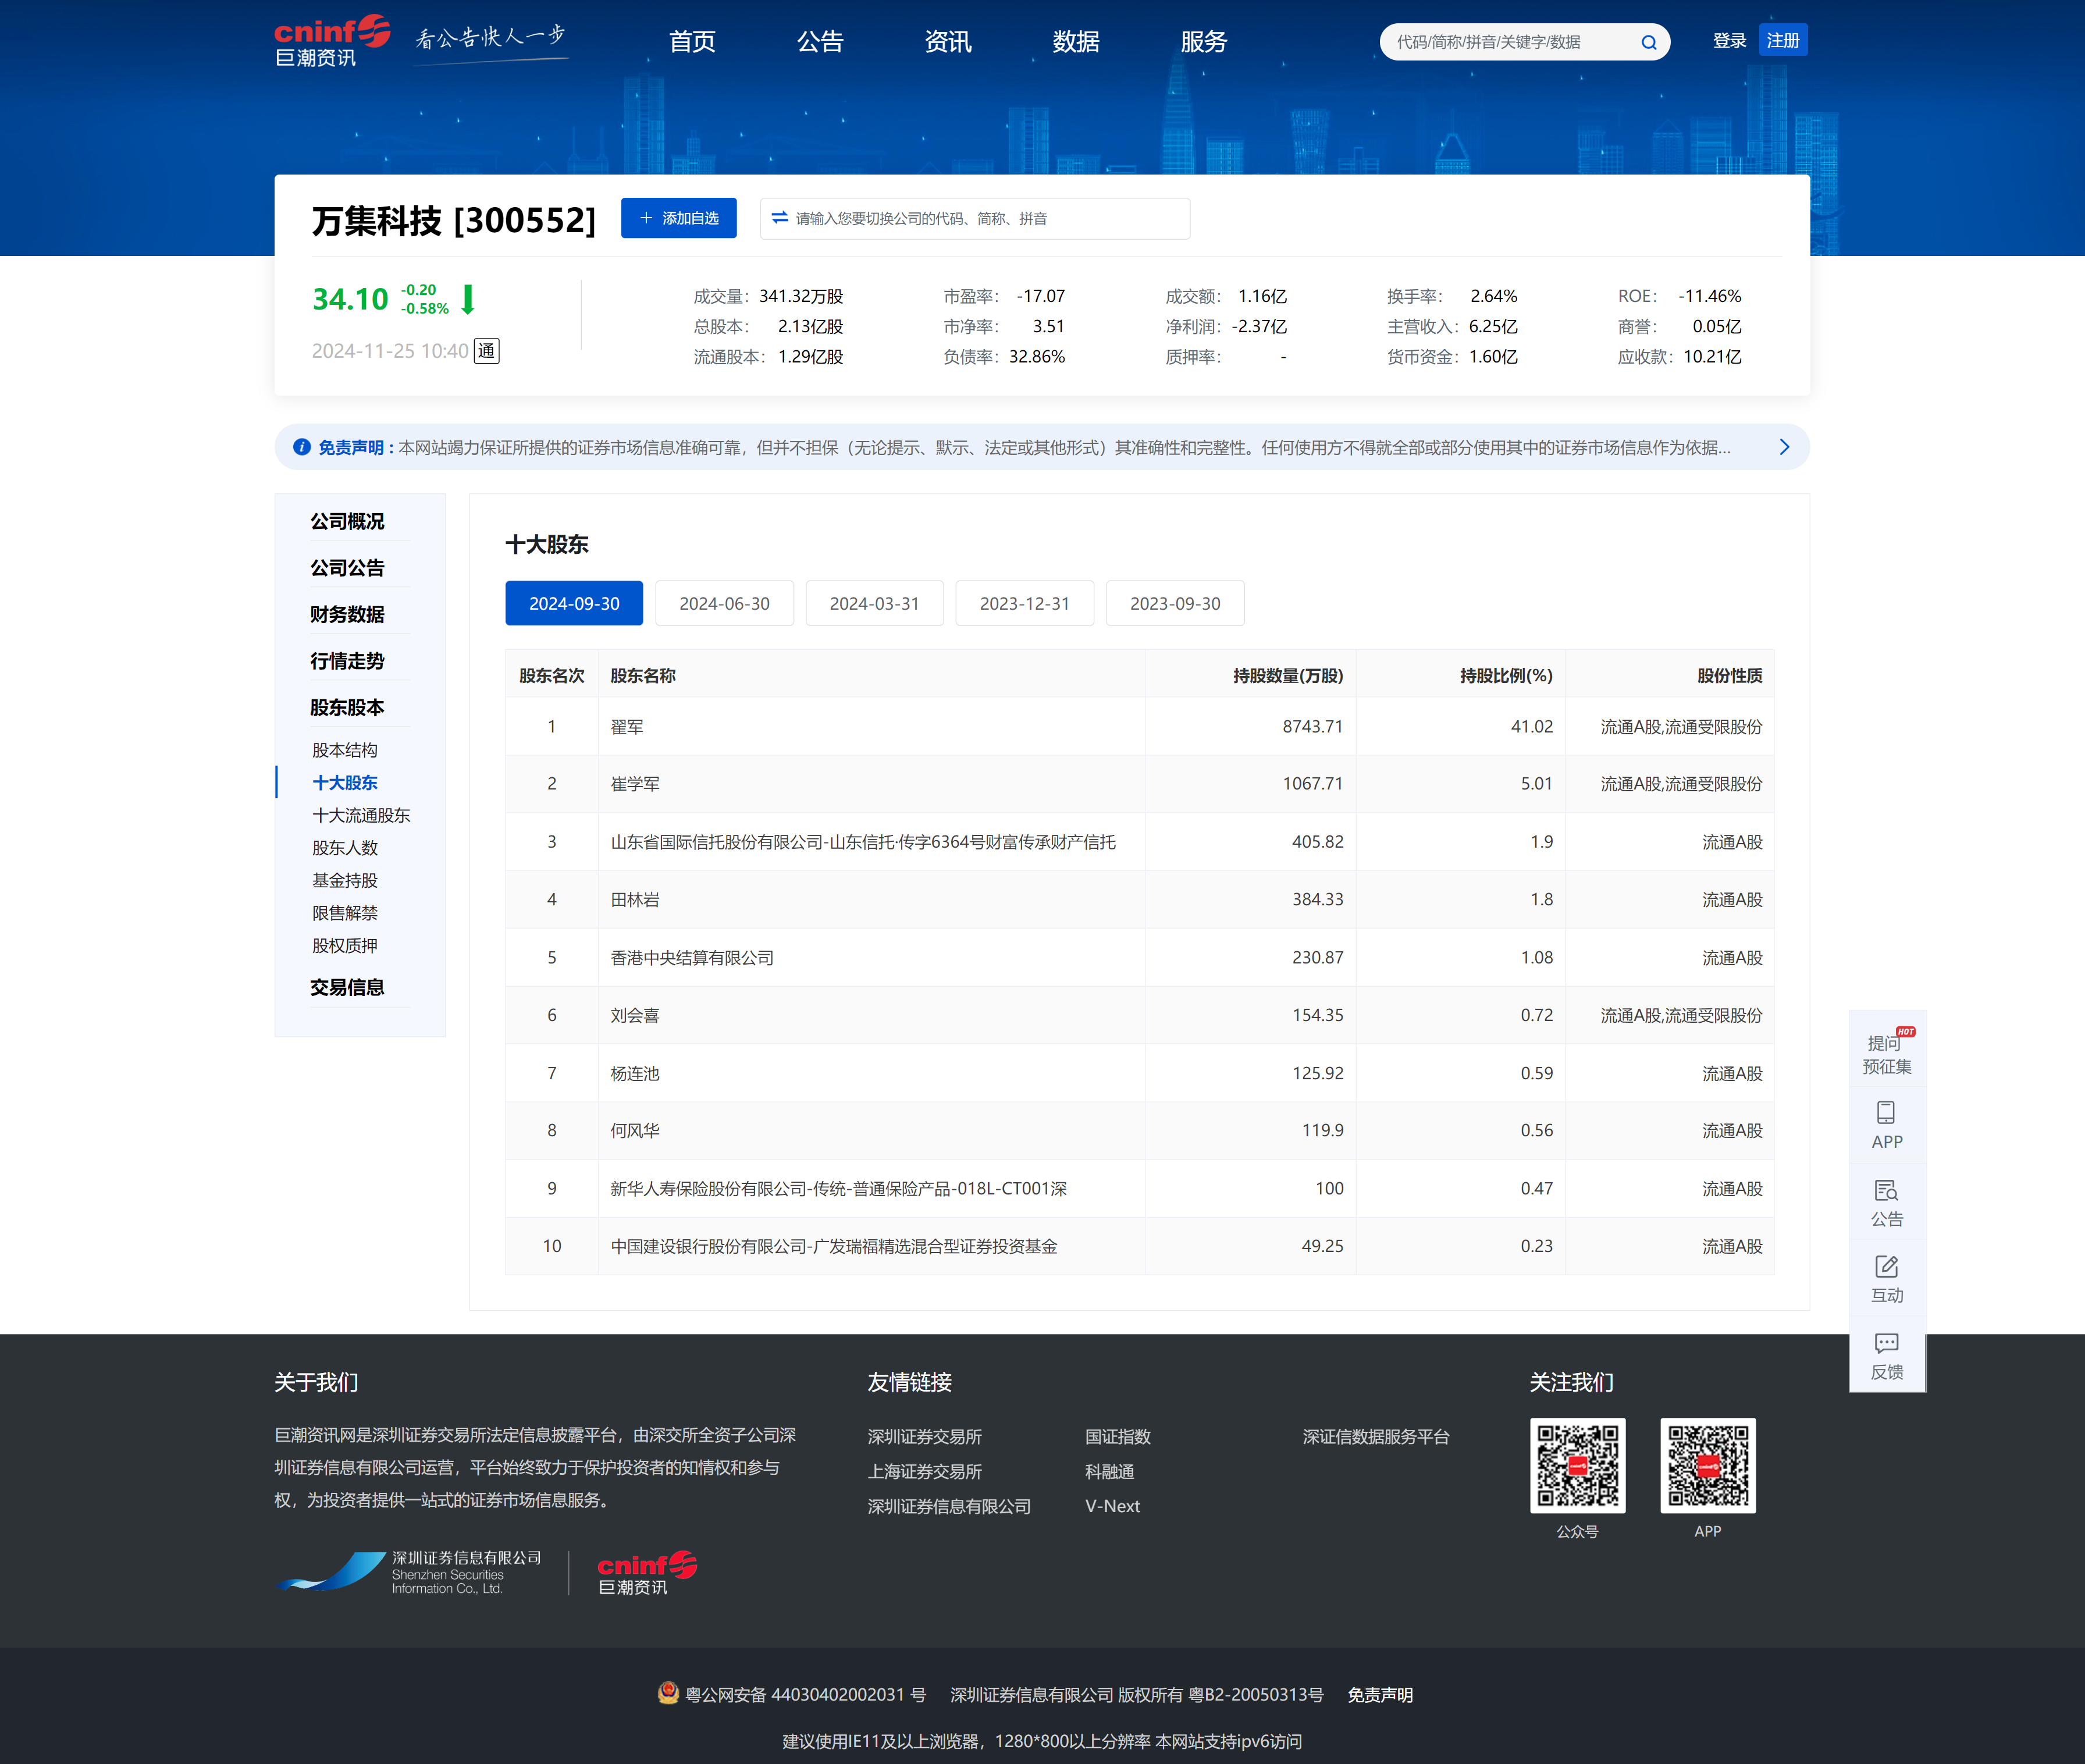 cninf
巨潮资讯
看公告快人一步
首页 公告 资讯 数据 服务
代码/简称/拼音/关键字/数据
登录 注册
万集科技 [300552]
添加自选
请输入您要切换公司的代码、简称、拼音
34.10 -0.20
-0.58%
2024-11-25 10:40 通
成交量: 341.32万股 市盈率: -17.07 成交额: 1.16亿 换手率: 2.64% ROE: -11.46%
总股本: 2.13亿股 市净率: 3.51 净利润: -2.37亿 主营收入: 6.25亿 商誉: 0.05亿
流通股本: 1.29亿股 负债率: 32.86% 质押率: - 货币资金: 1.60亿 应收款: 10.21亿
免责声明：本网站竭力保证所提供的证券市场信息准确可靠，但并不担保（无论提示、默示、法定或其他形式）其准确性和完整性。任何使用方不得就全部或部分使用其中的证券市场信息作为依据...
公司概况
公司公告
财务数据
行情走势
股东股本
股本结构
十大股东
十大流通股东
股东人数
基金持股
限售解禁
股权质押
交易信息
十大股东
2024-09-30 2024-06-30 2024-03-31 2023-12-31 2023-09-30
股东名次 股东名称 持股数量(万股) 持股比例(%) 股份性质
1 翟军 8743.71 41.02 流通A股,流通受限股份
2 崔学军 1067.71 5.01 流通A股,流通受限股份
3 山东省国际信托股份有限公司-山东信托·传字6364号财富传承财产信托 405.82 1.9 流通A股
4 田林岩 384.33 1.8 流通A股
5 香港中央结算有限公司 230.87 1.08 流通A股
6 刘会喜 154.35 0.72 流通A股,流通受限股份
7 杨连池 125.92 0.59 流通A股
8 何风华 119.9 0.56 流通A股
9 新华人寿保险股份有限公司-传统-普通保险产品-018L-CT001深 100 0.47 流通A股
10 中国建设银行股份有限公司-广发瑞福精选混合型证券投资基金 49.25 0.23 流通A股
HOT
提问
预征集
APP
公告
互动
反馈
关于我们
巨潮资讯网是深圳证券交易所法定信息披露平台，由深交所全资子公司深
圳证券信息有限公司运营，平台始终致力于保护投资者的知情权和参与
权，为投资者提供一站式的证券市场信息服务。
深圳证券信息有限公司
Shenzhen Securities
Information Co., Ltd.
cninf
巨潮资讯
友情链接
深圳证券交易所 国证指数 深证信数据服务平台
上海证券交易所 科融通
深圳证券信息有限公司 V-Next
关注我们
公众号 APP
粤公网安备 44030402002031 号 深圳证券信息有限公司 版权所有 粤B2-20050313号 免责声明
建议使用IE11及以上浏览器，1280*800以上分辨率 本网站支持ipv6访问